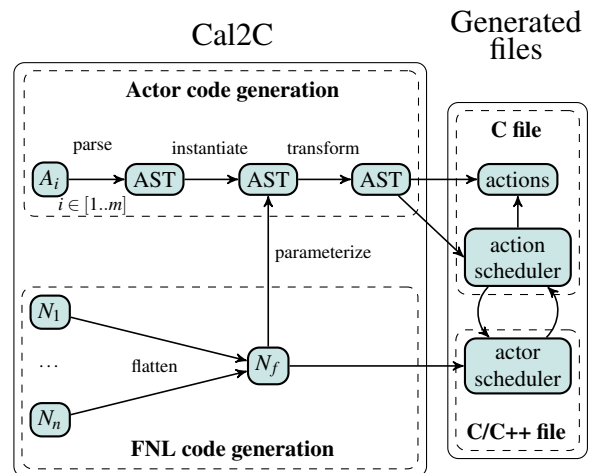 Cal2C
Generated
files
Actor code generation
C file
parse
instantiate
transform
A_i
AST
AST
AST
actions
i ∈ [1..m]
parameterize
action
scheduler
N_1
...
flatten
N_f
actor
scheduler
N_n
FNL code generation
C/C++ file